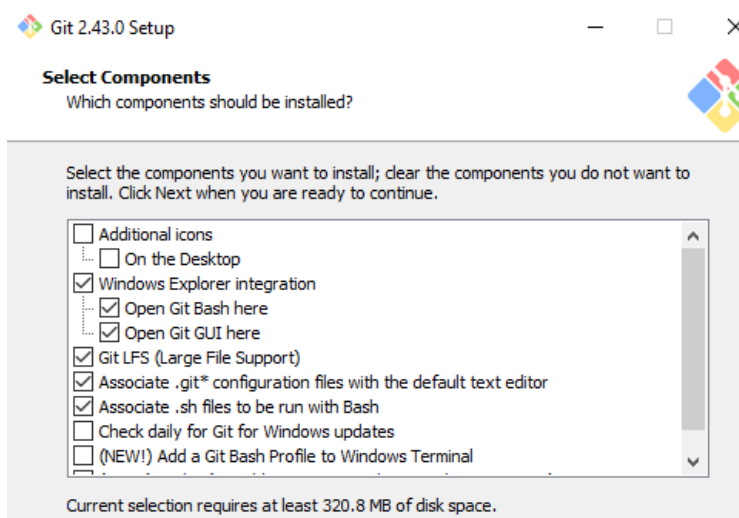 Git 2.43.0 Setup
Select Components
Which components should be installed?
Select the components you want to install; clear the components you do not want to
install. Click Next when you are ready to continue.
Additional icons
On the Desktop
Windows Explorer integration
Open Git Bash here
Open Git GUI here
Git LFS (Large File Support)
Associate .git* configuration files with the default text editor
Associate .sh files to be run with Bash
Check daily for Git for Windows updates
(NEW!) Add a Git Bash Profile to Windows Terminal
Current selection requires at least 320.8 MB of disk space.